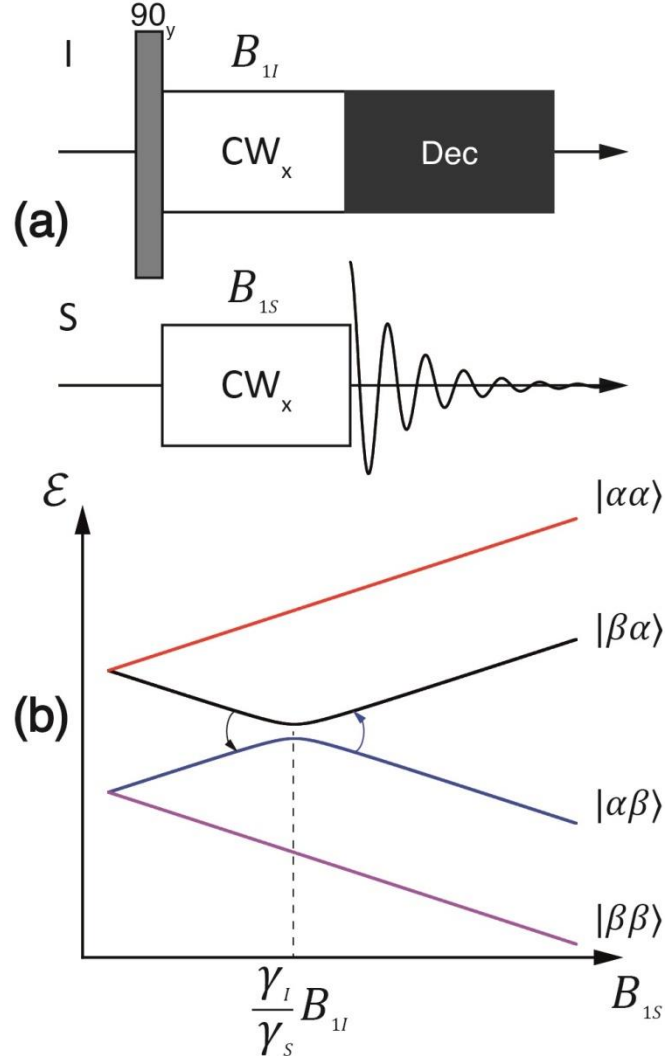 90y
I
B1I
CWx
Dec
(a)
S
B1S
CWx
ℰ
|αα⟩
|βα⟩
(b)
|αβ⟩
|ββ⟩
γI/γS B1I
B1S